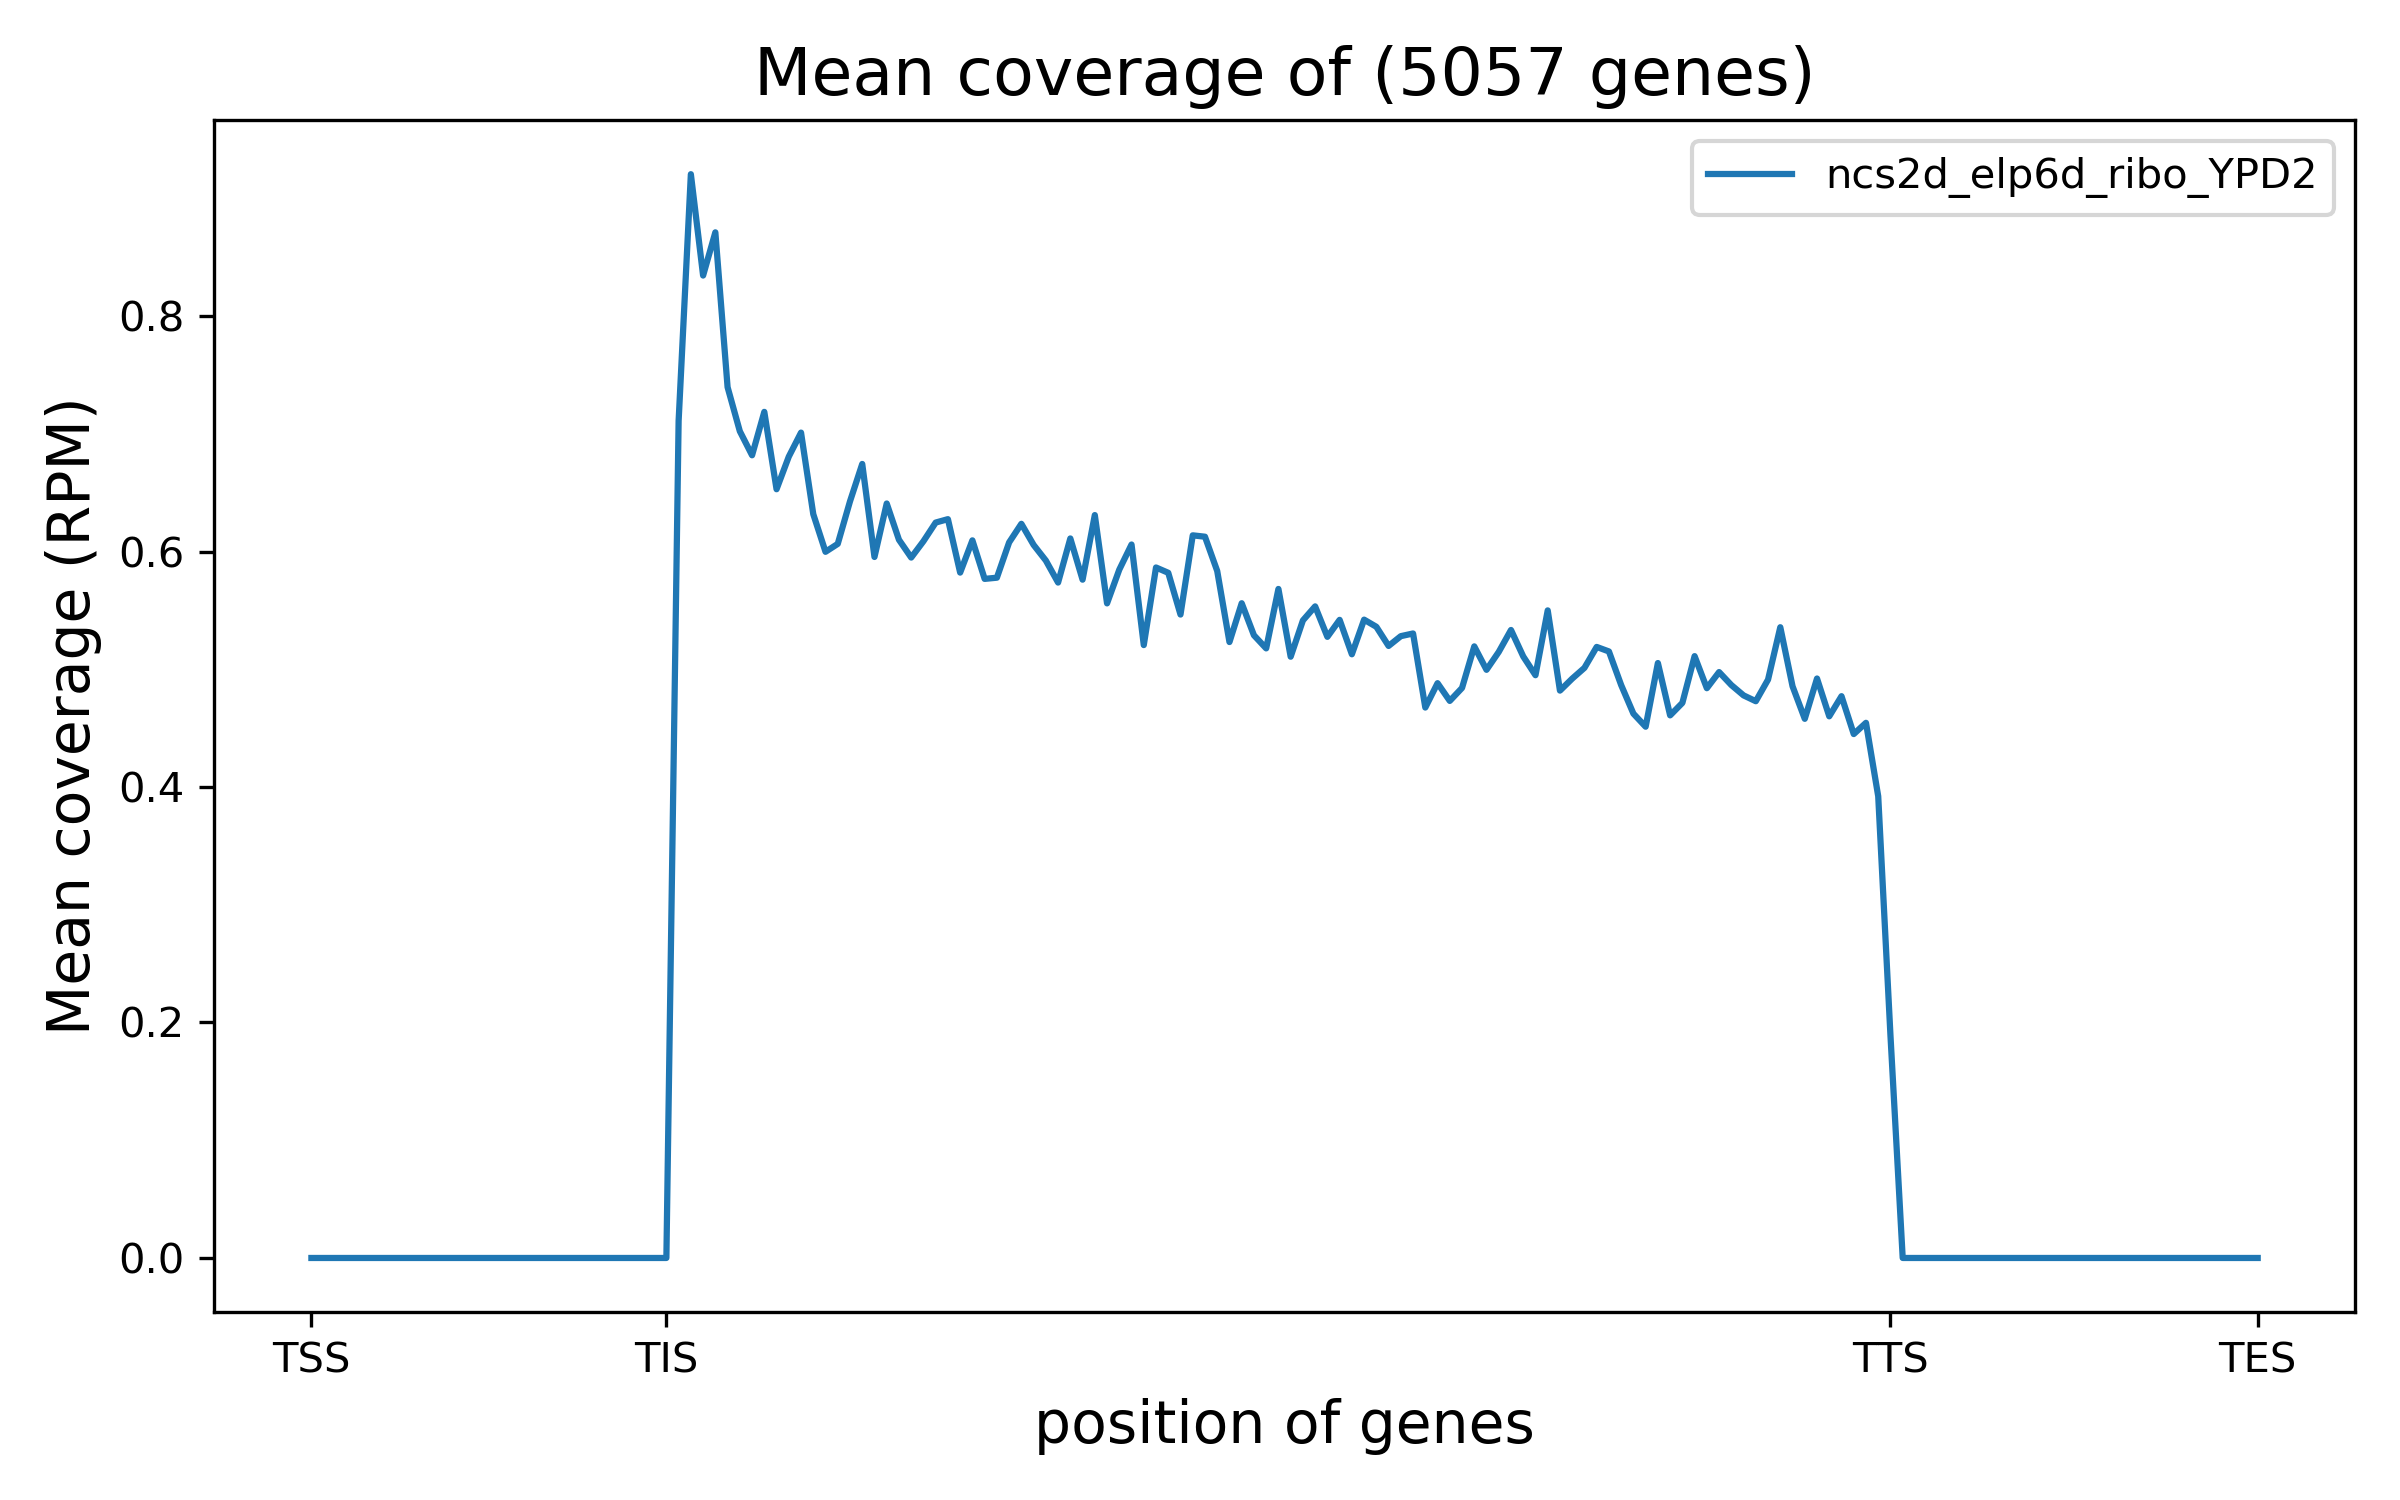 Mean coverage of (5057 genes)
ncs2d_elp6d_ribo_YPD2
Mean coverage (RPM)
0.8
0.6
0.4
0.2
0.0
TSS TIS TTS TES
position of genes